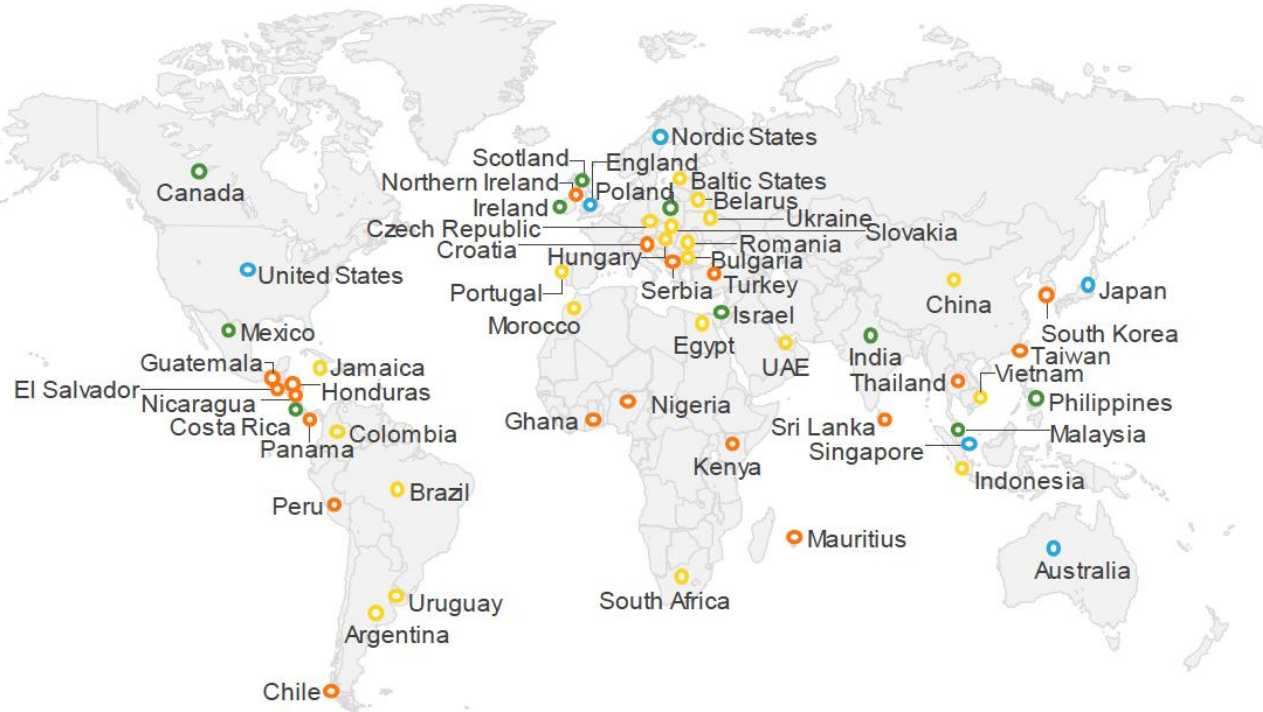 Nordic States
Scotland
England
Northern Ireland
Poland
Baltic States
Canada
Ireland
Belarus
Czech Republic
Ukraine
Slovakia
Croatia
Hungary
Romania
Bulgaria
United States
Portugal
Serbia
Turkey
China
Japan
Morocco
Israel
Mexico
Egypt
UAE
India
South Korea
Taiwan
Guatemala
Jamaica
Thailand
Vietnam
El Salvador
Honduras
Nicaragua
Nigeria
Philippines
Costa Rica
Ghana
Sri Lanka
Malaysia
Panama
Colombia
Kenya
Singapore
Indonesia
Brazil
Peru
Mauritius
Australia
South Africa
Uruguay
Argentina
Chile